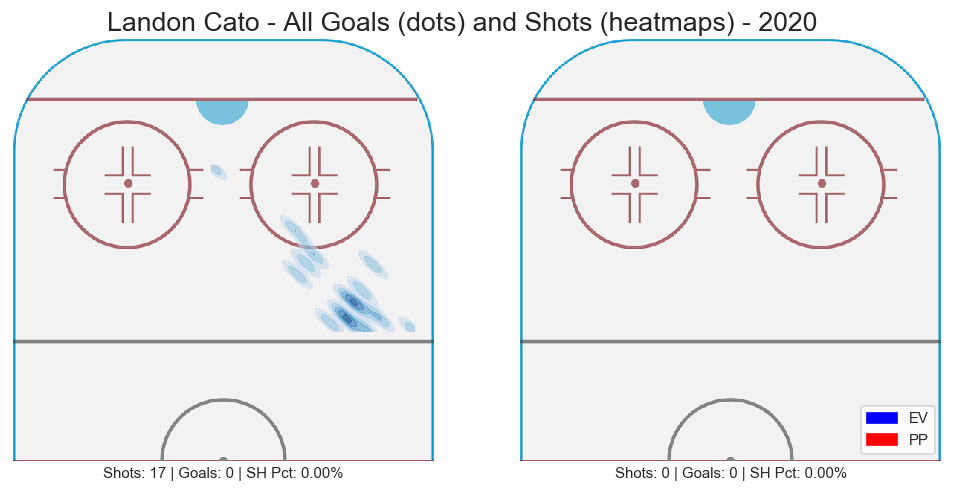 Landon Cato - All Goals (dots) and Shots (heatmaps) - 2020
EV
PP
Shots: 17 | Goals: 0 | SH Pct: 0.00%
Shots: 0 | Goals: 0 | SH Pct: 0.00%